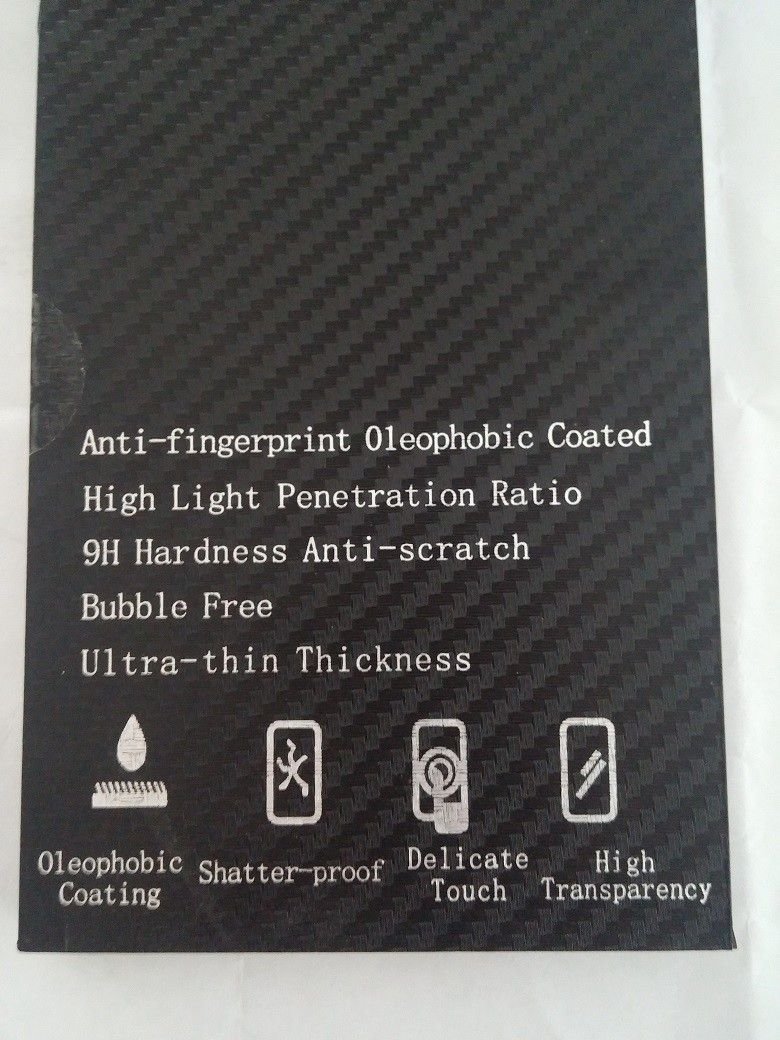 Anti-fingerprint Oleophobic Coated
High Light Penetration Ratio
9H Hardness Anti-scratch
Bubble Free
Ultra-thin Thickness
Oleophobic
Coating
Shatter-proof
Delicate
Touch
High
Transparency